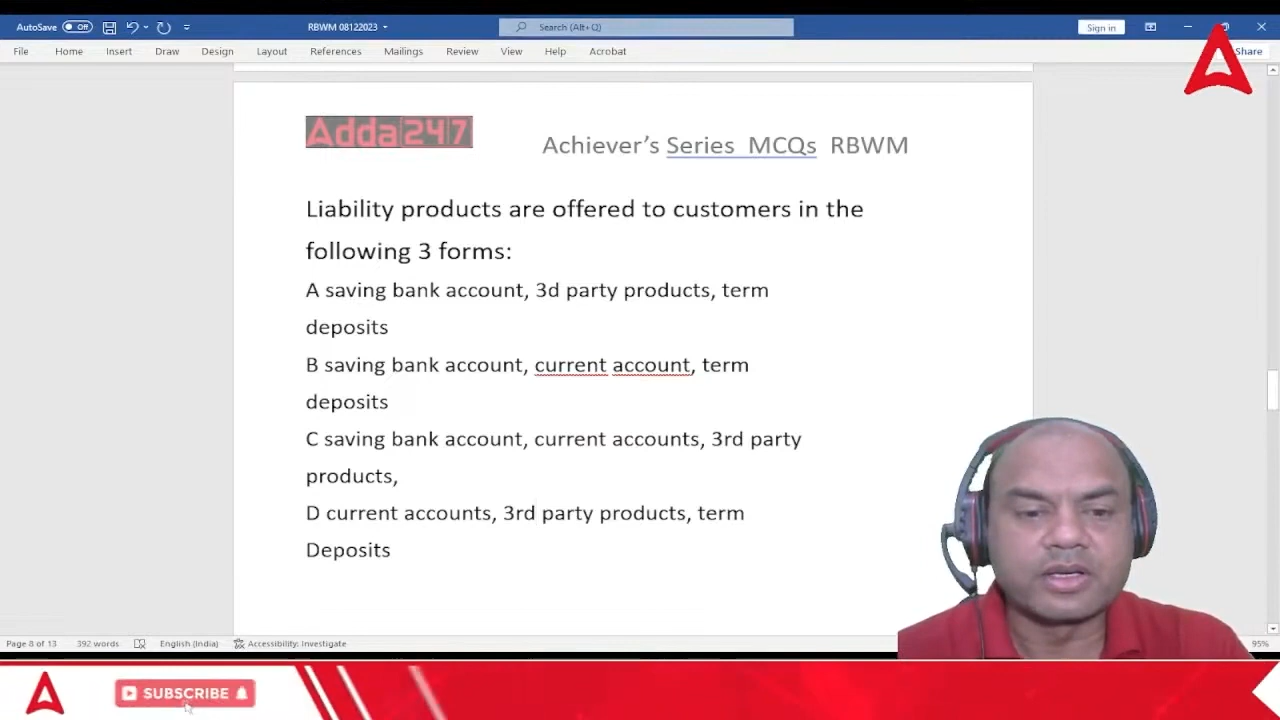 AutoSave Off RBWM 08122023 Search (Alt+Q) Sign in
File Home Insert Draw Design Layout References Mailings Review View Help Acrobat Share
Adda 247 Achiever's Series MCQs RBWM
Liability products are offered to customers in the
following 3 forms:
A saving bank account, 3d party products, term
deposits
B saving bank account, current account, term
deposits
C saving bank account, current accounts, 3rd party
products,
D current accounts, 3rd party products, term
Deposits
Page 8 of 13 392 words English (India) Accessibility: Investigate 95%
SUBSCRIBE